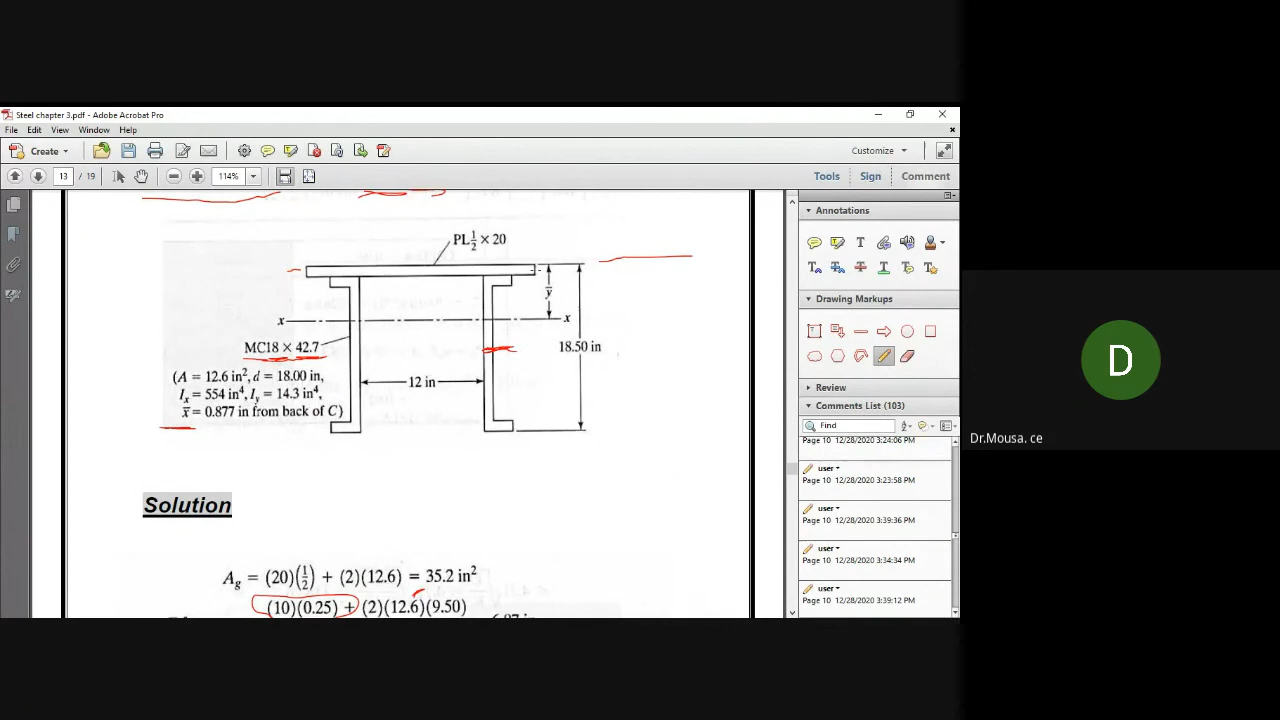 Steel chapter 3.pdf - Adobe Acrobat Pro
File Edit View Window Help
Create
Customize
13 / 19 114%
Tools Sign Comment
PL 1/2 × 20
y̅
x x
MC18 × 42.7
18.50 in
(A = 12.6 in², d = 18.00 in,
12 in
Iₓ = 554 in⁴, I_y = 14.3 in⁴,
x̅ = 0.877 in from back of C)
Solution
A_g = (20)(1/2) + (2)(12.6) = 35.2 in²
(10)(0.25) + (2)(12.6)(9.50)
Annotations
Drawing Markups
Review
Comments List (103)
Find
Page 10 12/28/2020 3:24:06 PM
user
Page 10 12/28/2020 3:23:58 PM
user
Page 10 12/28/2020 3:39:36 PM
user
Page 10 12/28/2020 3:34:34 PM
user
Page 10 12/28/2020 3:39:12 PM
D
Dr.Mousa. ce